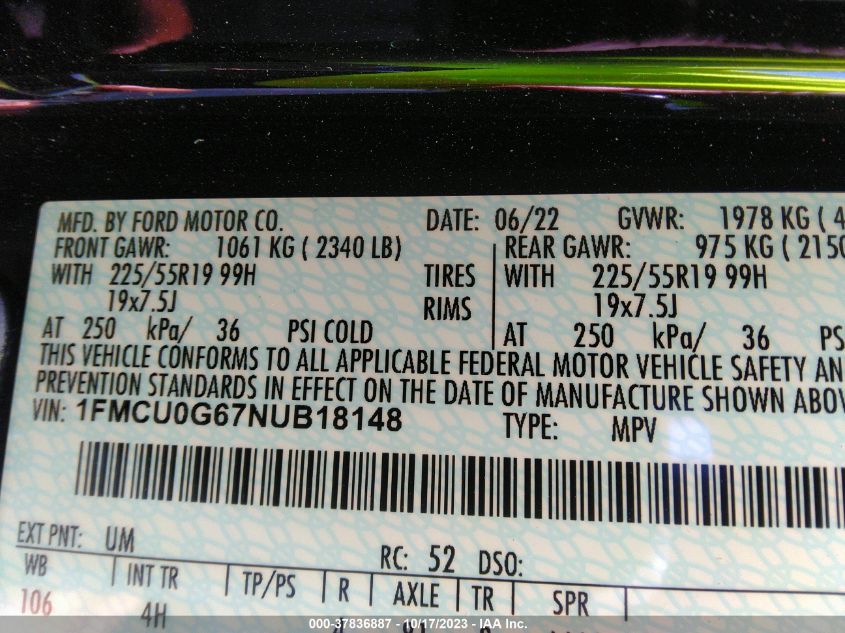 MFD. BY FORD MOTOR CO. DATE: 06/22 GVWR: 1978 KG ( 4
FRONT GAWR: 1061 KG ( 2340 LB) REAR GAWR: 975 KG ( 2150
WITH 225/55R19 99H TIRES WITH 225/55R19 99H
19x7.5J RIMS 19x7.5J
AT 250 kPa/ 36 PSI COLD AT 250 kPa/ 36 PS
THIS VEHICLE CONFORMS TO ALL APPLICABLE FEDERAL MOTOR VEHICLE SAFETY AN
PREVENTION STANDARDS IN EFFECT ON THE DATE OF MANUFACTURE SHOWN ABOV
VIN: 1FMCU0G67NUB18148 TYPE: MPV
EXT PNT: UM RC: 52 DSO:
WB INT TR TP/PS R AXLE TR SPR
106 4H
000-37836887 - 10/17/2023 - IAA Inc.